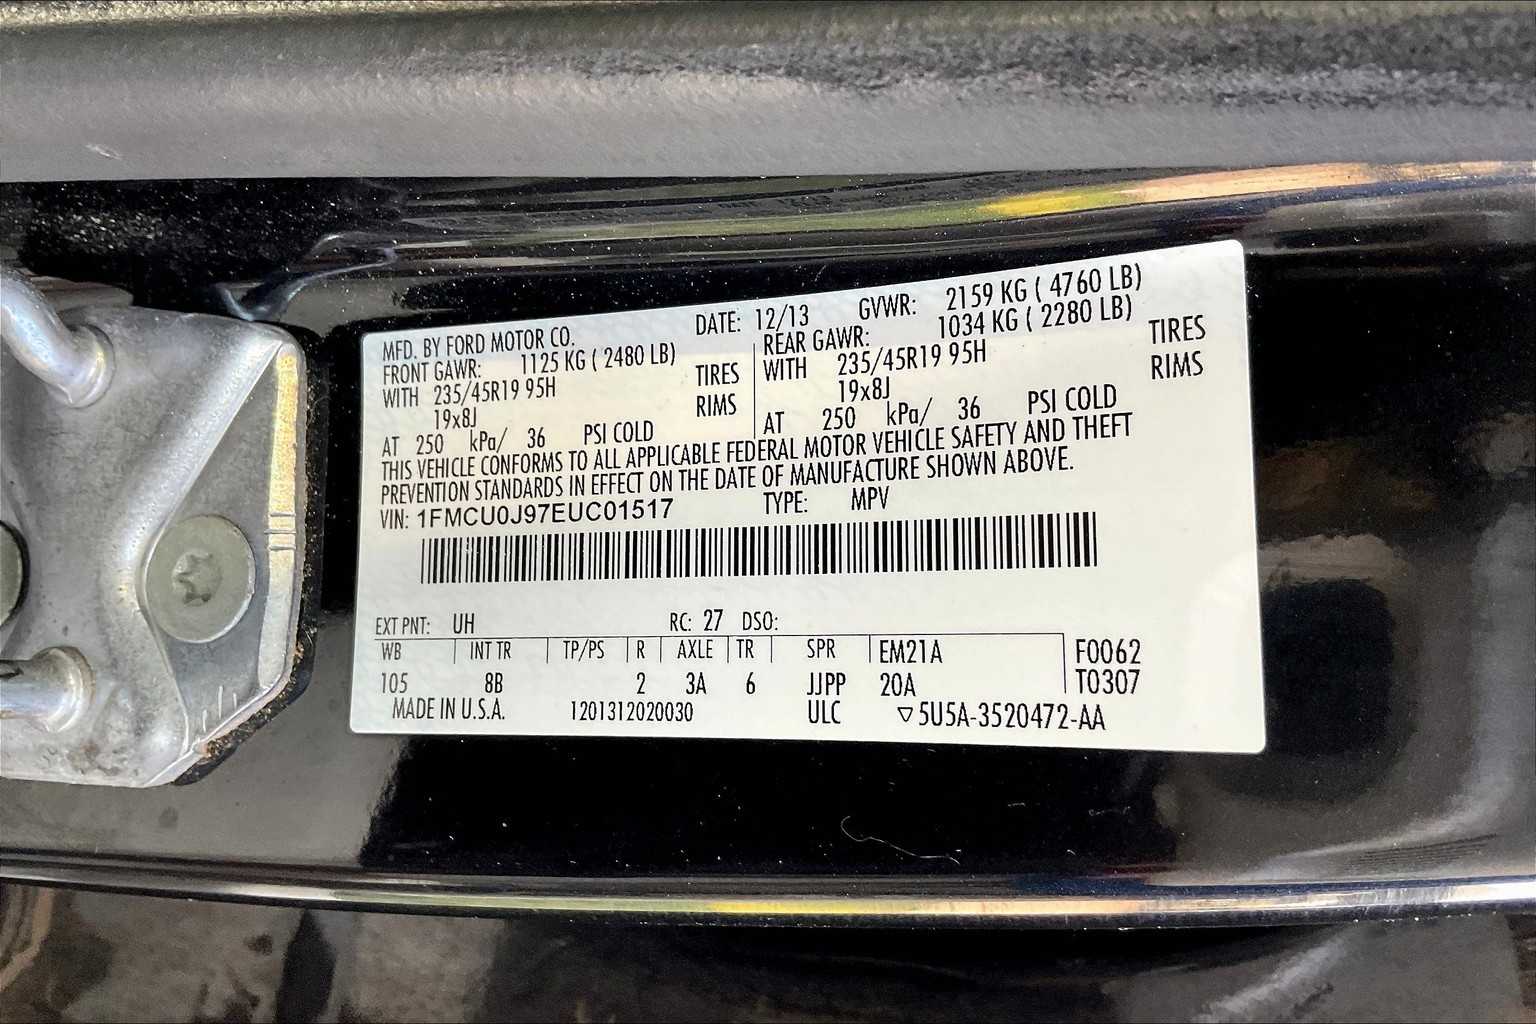 MFD. BY FORD MOTOR CO. DATE: 12/13 GVWR: 2159 KG ( 4760 LB)
FRONT GAWR: 1125 KG ( 2480 LB) REAR GAWR: 1034 KG ( 2280 LB)
WITH 235/45R19 95H TIRES WITH 235/45R19 95H TIRES
19x8J RIMS 19x8J RIMS
AT 250 kPa/ 36 PSI COLD AT 250 kPa/ 36 PSI COLD
THIS VEHICLE CONFORMS TO ALL APPLICABLE FEDERAL MOTOR VEHICLE SAFETY AND THEFT
PREVENTION STANDARDS IN EFFECT ON THE DATE OF MANUFACTURE SHOWN ABOVE.
VIN: 1FMCU0J97EUC01517 TYPE: MPV
EXT PNT: UH RC: 27 DSO:
WB INT TR TP/PS R AXLE TR SPR EM21A F0062
105 8B 2 3A 6 JJPP 20A T0307
MADE IN U.S.A. 1201312020030 ULC ▽5U5A-3520472-AA